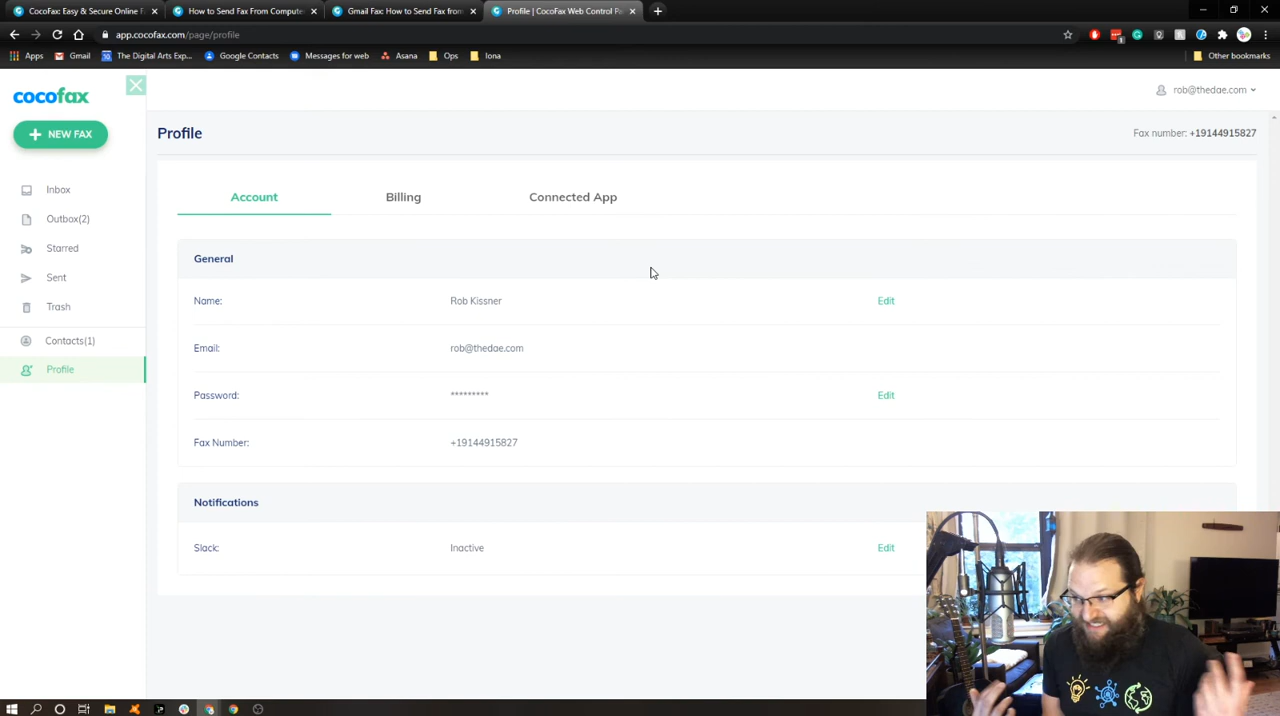 CocoFax: Easy & Secure Online F
How to Send Fax From Compute
Gmail Fax: How to Send Fax from
Profile | CocoFax Web Control Pa
app.cocofax.com/page/profile
Apps
Gmail
The Digital Arts Exp...
Google Contacts
Messages for web
Asana
Ops
Iona
Other bookmarks
cocofax
rob@thedae.com
+ NEW FAX
Profile
Fax number: +19144915827
Inbox
Outbox(2)
Starred
Sent
Trash
Contacts(1)
Profile
Account
Billing
Connected App
General
Name:
Rob Kissner
Edit
Email:
rob@thedae.com
Password:
*********
Edit
Fax Number:
+19144915827
Notifications
Slack:
Inactive
Edit